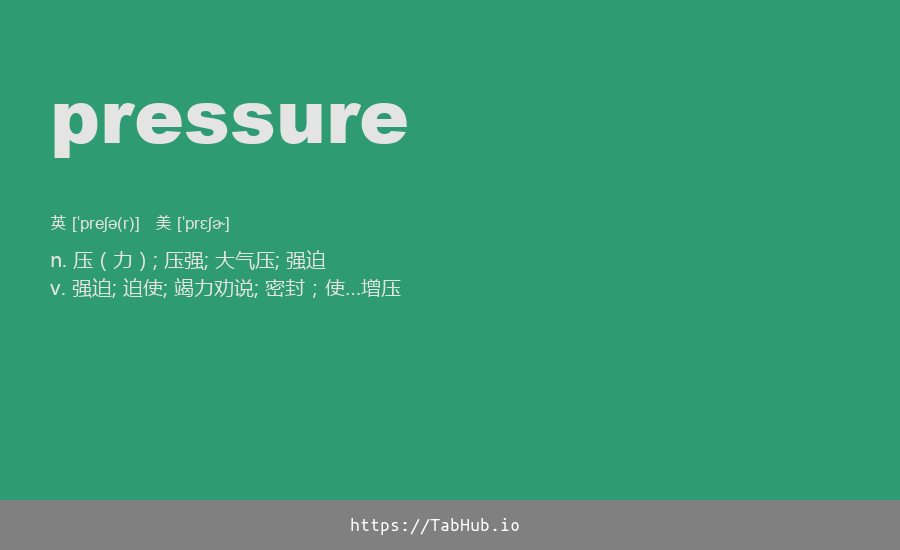 pressure
英 [ˈpreʃə(r)] 美 [ˈprɛʃɚ]
n. 压（力）; 压强; 大气压; 强迫
v. 强迫; 迫使; 竭力劝说; 密封；使…增压
https://TabHub.io